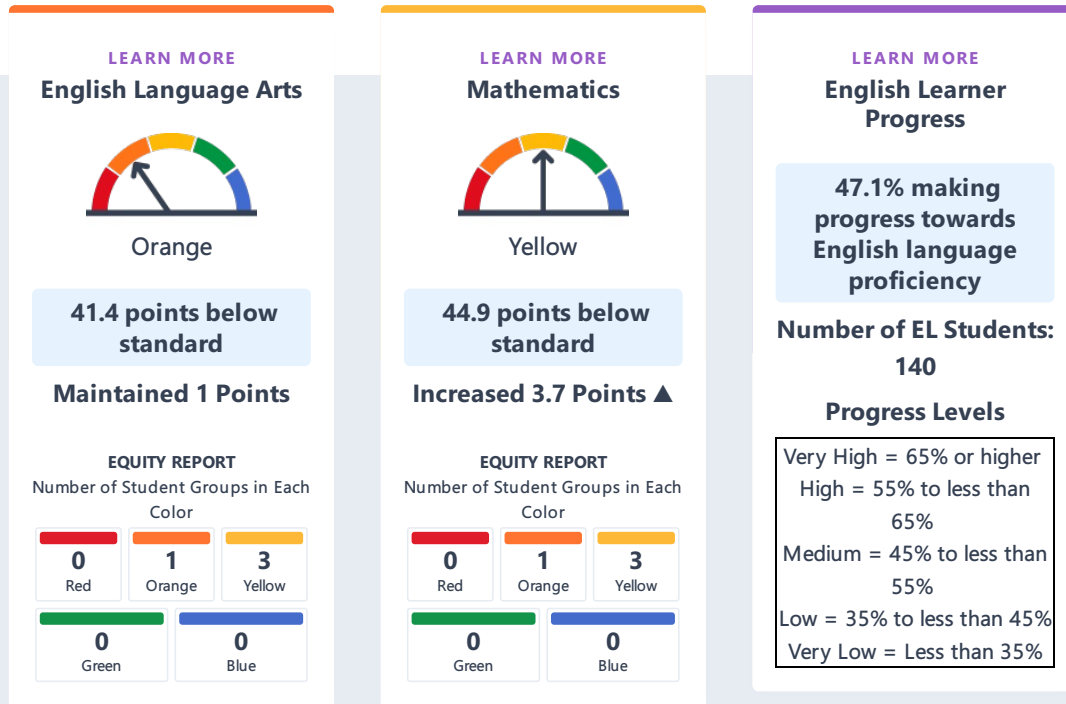 LEARN MORE
English Language Arts
Orange
41.4 points below
standard
Maintained 1 Points
EQUITY REPORT
Number of Student Groups in Each
Color
0
Red
1
Orange
3
Yellow
0
Green
0
Blue
LEARN MORE
Mathematics
Yellow
44.9 points below
standard
Increased 3.7 Points ▲
EQUITY REPORT
Number of Student Groups in Each
Color
0
Red
1
Orange
3
Yellow
0
Green
0
Blue
LEARN MORE
English Learner
Progress
47.1% making
progress towards
English language
proficiency
Number of EL Students:
140
Progress Levels
Very High = 65% or higher
High = 55% to less than
65%
Medium = 45% to less than
55%
Low = 35% to less than 45%
Very Low = Less than 35%